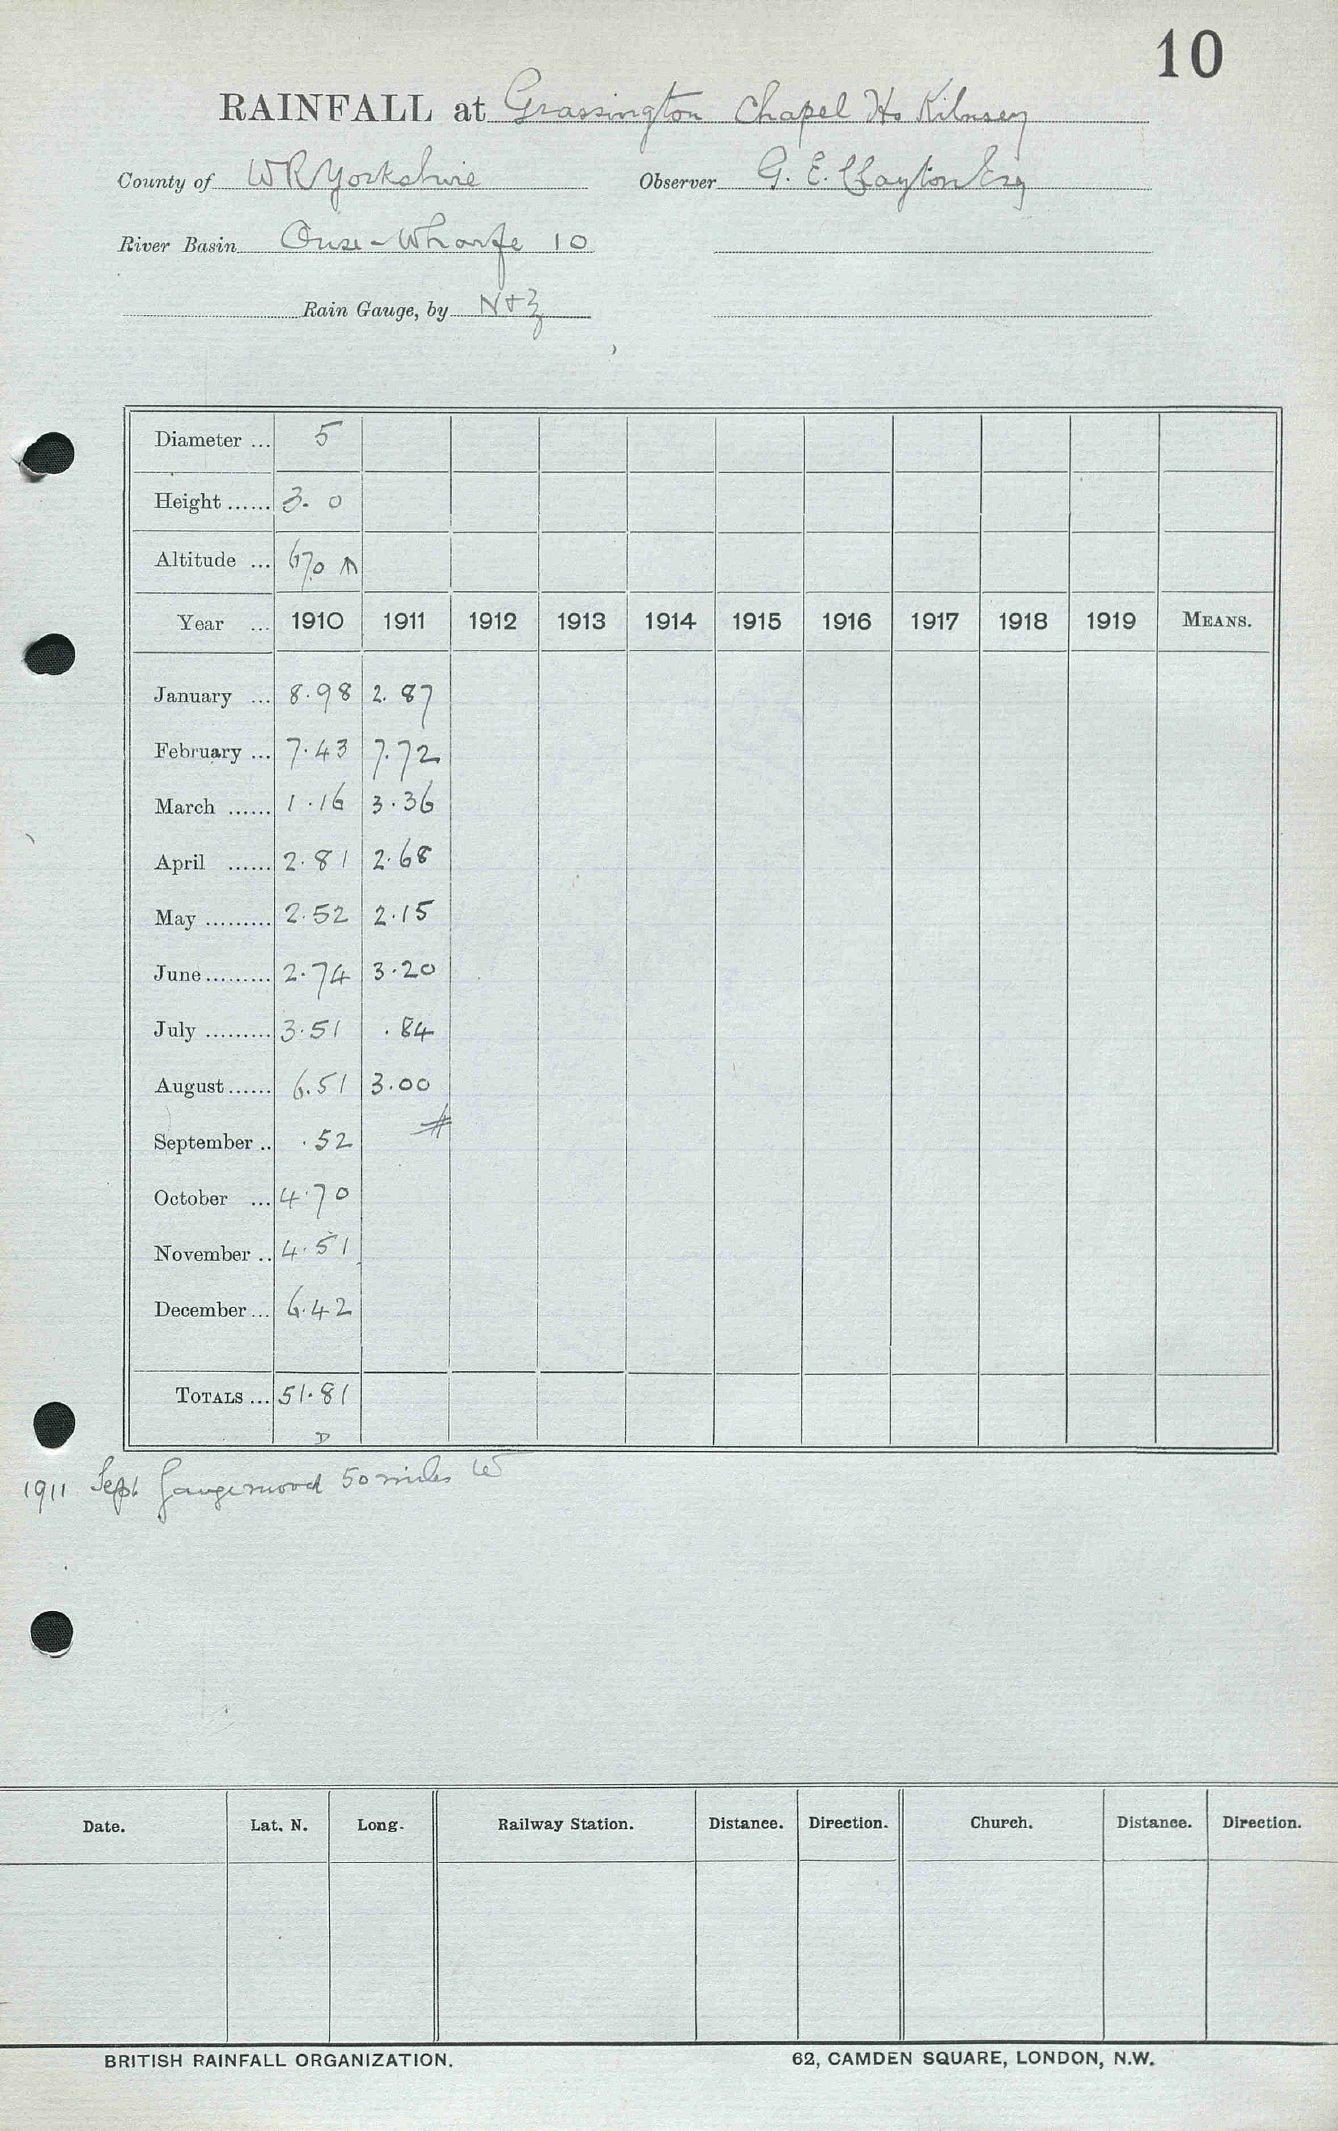 10
RAINFALL at Grassington Chapel Ho Kilnsey
County of W R Yorkshire Observer G. E. Clayton Esq
River Basin Ouse - Wharfe 10
Rain Gauge, by N & Z
Diameter ... 5
Height ...... 3. 0
Altitude ... 670
Year ... 1910 1911 1912 1913 1914 1915 1916 1917 1918 1919 MEANS.
January ... 8.98 2.87
February ... 7.43 7.72
March ...... 1.16 3.36
April ...... 2.81 2.68
May ......... 2.52 2.15
June ......... 2.74 3.20
July ......... 3.51 .84
August ...... 6.51 3.00
#
September .. .52
October ... 4.70
November .. 4.51
December ... 6.42
TOTALS ... 51.81
D
1911 Sept. Gauge moved 50 miles W
Date. Lat. N. Long. Railway Station. Distance. Direction. Church. Distance. Direction.
BRITISH RAINFALL ORGANIZATION. 62, CAMDEN SQUARE, LONDON, N.W.